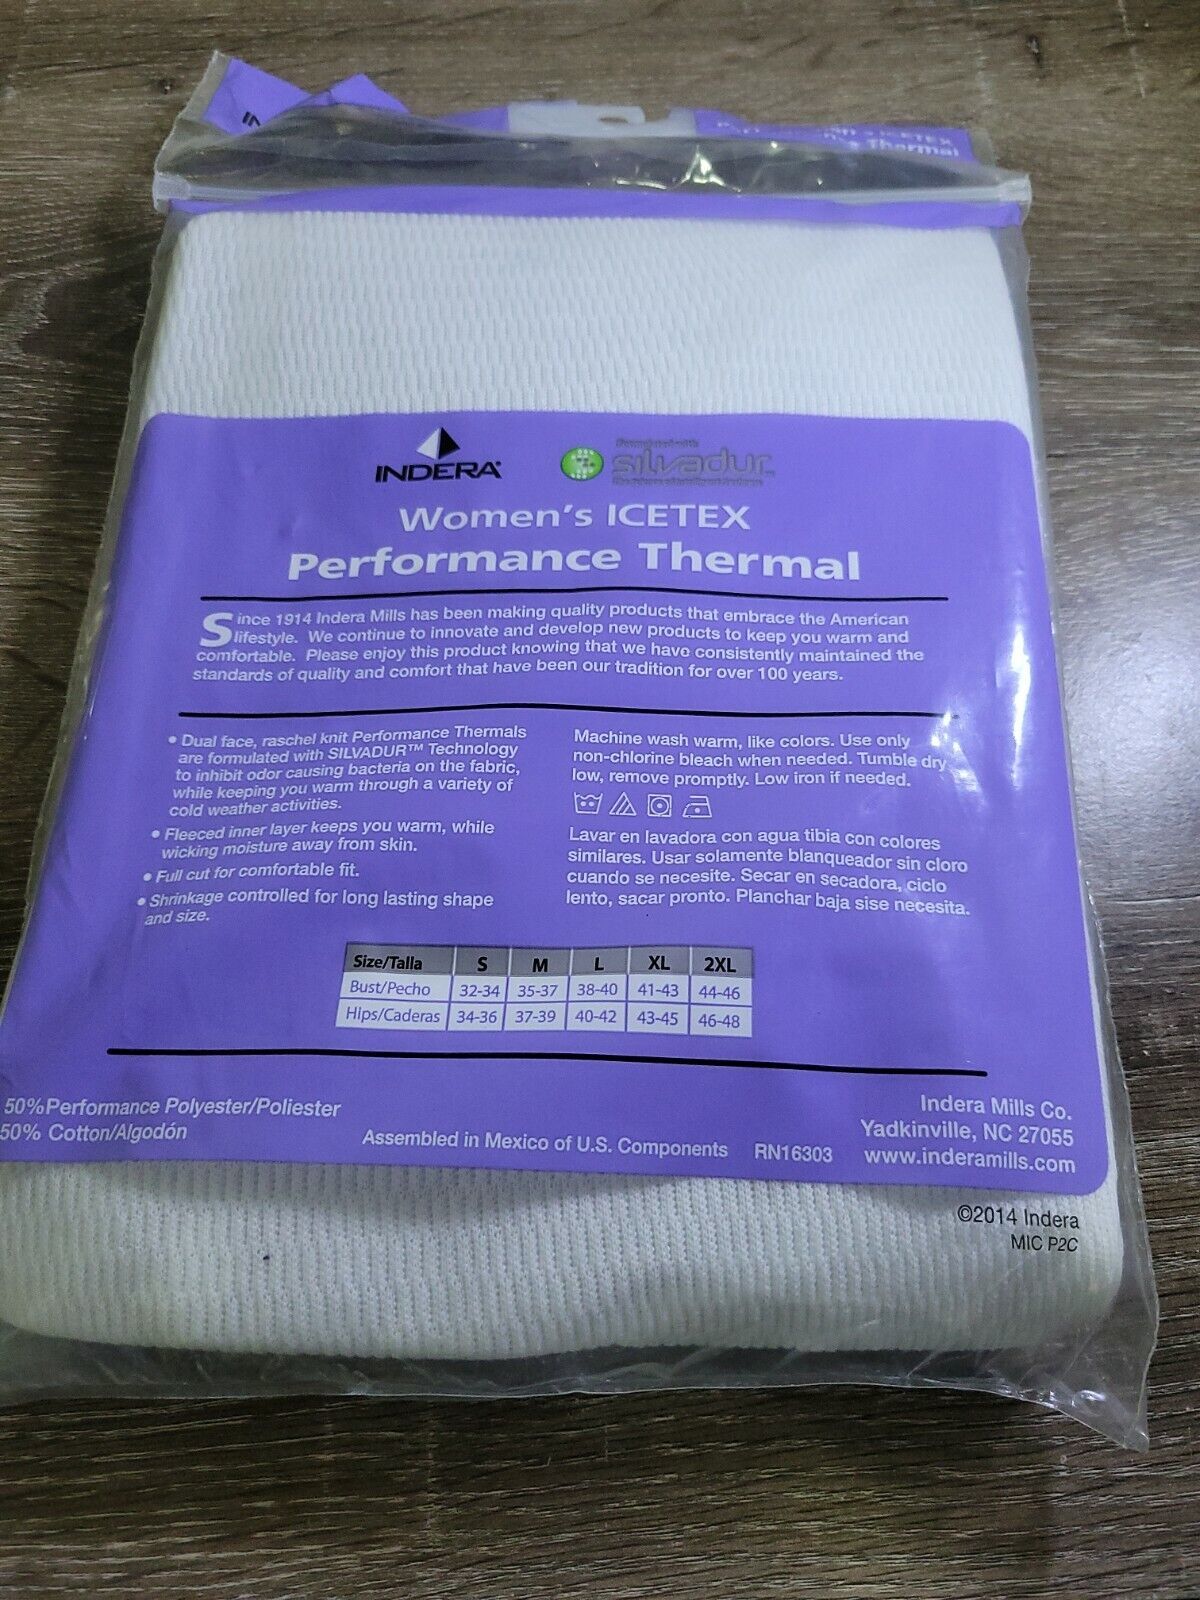 IN
Women's ICETEX
Performance Thermal
INDERA
Formulated with
silvadur
Women's ICETEX
Performance Thermal
Since 1914 Indera Mills has been making quality products that embrace the American
lifestyle. We continue to innovate and develop new products to keep you warm and
comfortable. Please enjoy this product knowing that we have consistently maintained the
standards of quality and comfort that have been our tradition for over 100 years.
• Dual face, raschel knit Performance Thermals
are formulated with SILVADUR™ Technology
to inhibit odor causing bacteria on the fabric,
while keeping you warm through a variety of
cold weather activities.
• Fleeced inner layer keeps you warm, while
wicking moisture away from skin.
• Full cut for comfortable fit.
• Shrinkage controlled for long lasting shape
and size.
Machine wash warm, like colors. Use only
non-chlorine bleach when needed. Tumble dry
low, remove promptly. Low iron if needed.
Lavar en lavadora con agua tibia con colores
similares. Usar solamente blanqueador sin cloro
cuando se necesite. Secar en secadora, ciclo
lento, sacar pronto. Planchar baja sise necesita.
Size/Talla S M L XL 2XL
Bust/Pecho 32-34 35-37 38-40 41-43 44-46
Hips/Caderas 34-36 37-39 40-42 43-45 46-48
50%Performance Polyester/Poliester
50% Cotton/Algodón
Assembled in Mexico of U.S. Components RN16303
Indera Mills Co.
Yadkinville, NC 27055
www.inderamills.com
©2014 Indera
MIC P2C